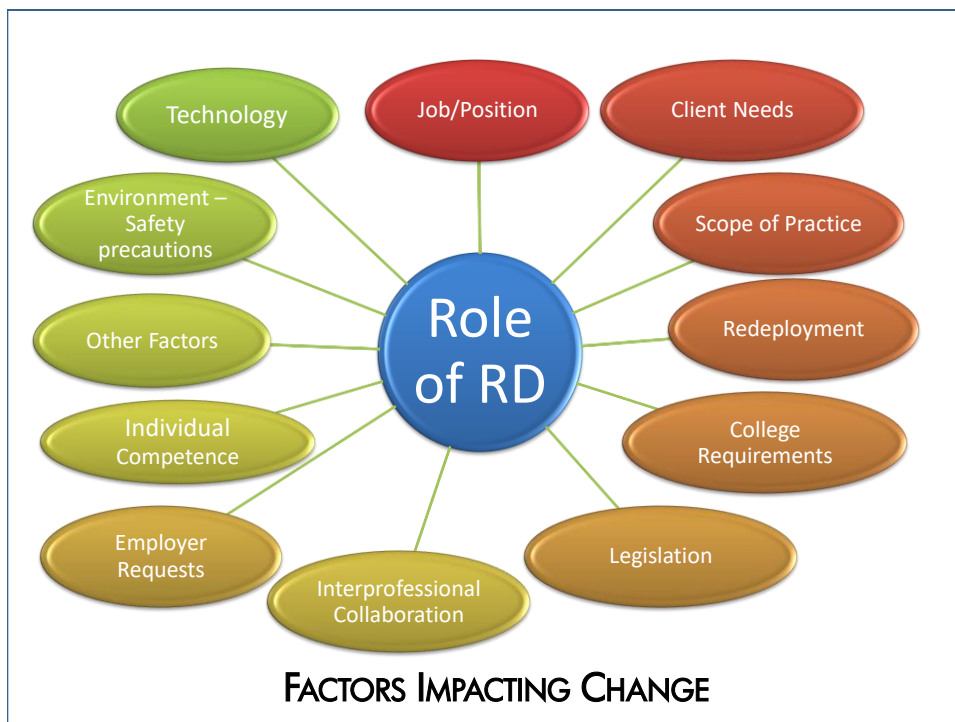 Technology
Job/Position
Client Needs
Environment –
Safety
precautions
Scope of Practice
Role
of RD
Other Factors
Redeployment
Individual
Competence
College
Requirements
Employer
Requests
Interprofessional
Collaboration
Legislation
FACTORS IMPACTING CHANGE